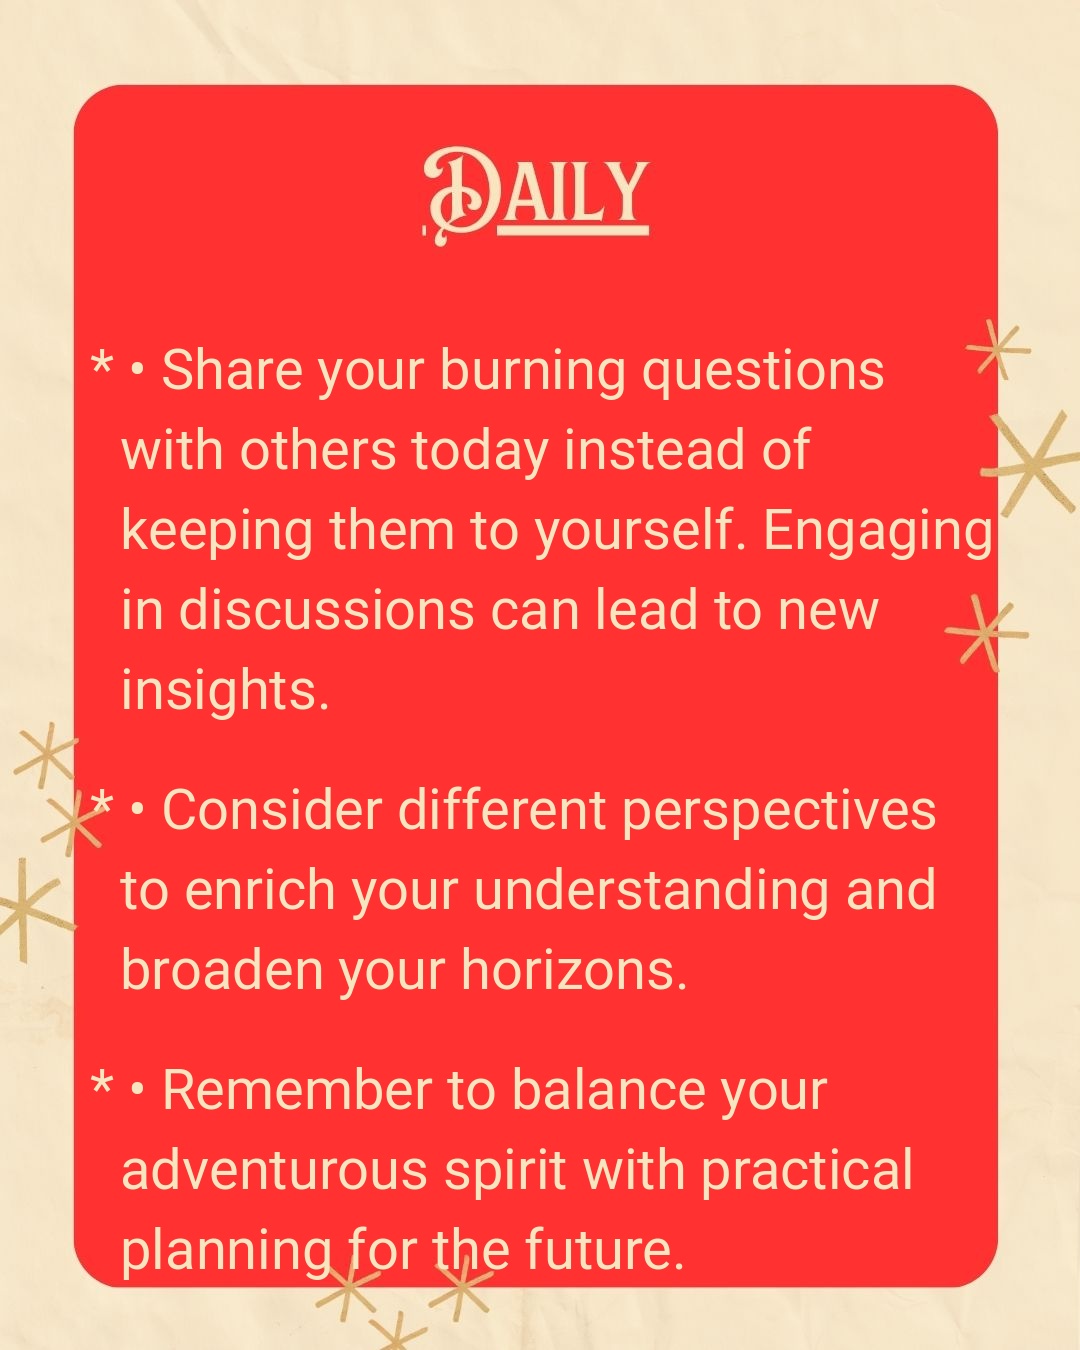 Daily
* • Share your burning questions
with others today instead of
keeping them to yourself. Engaging
in discussions can lead to new
insights.
* • Consider different perspectives
to enrich your understanding and
broaden your horizons.
* • Remember to balance your
adventurous spirit with practical
planning for the future.